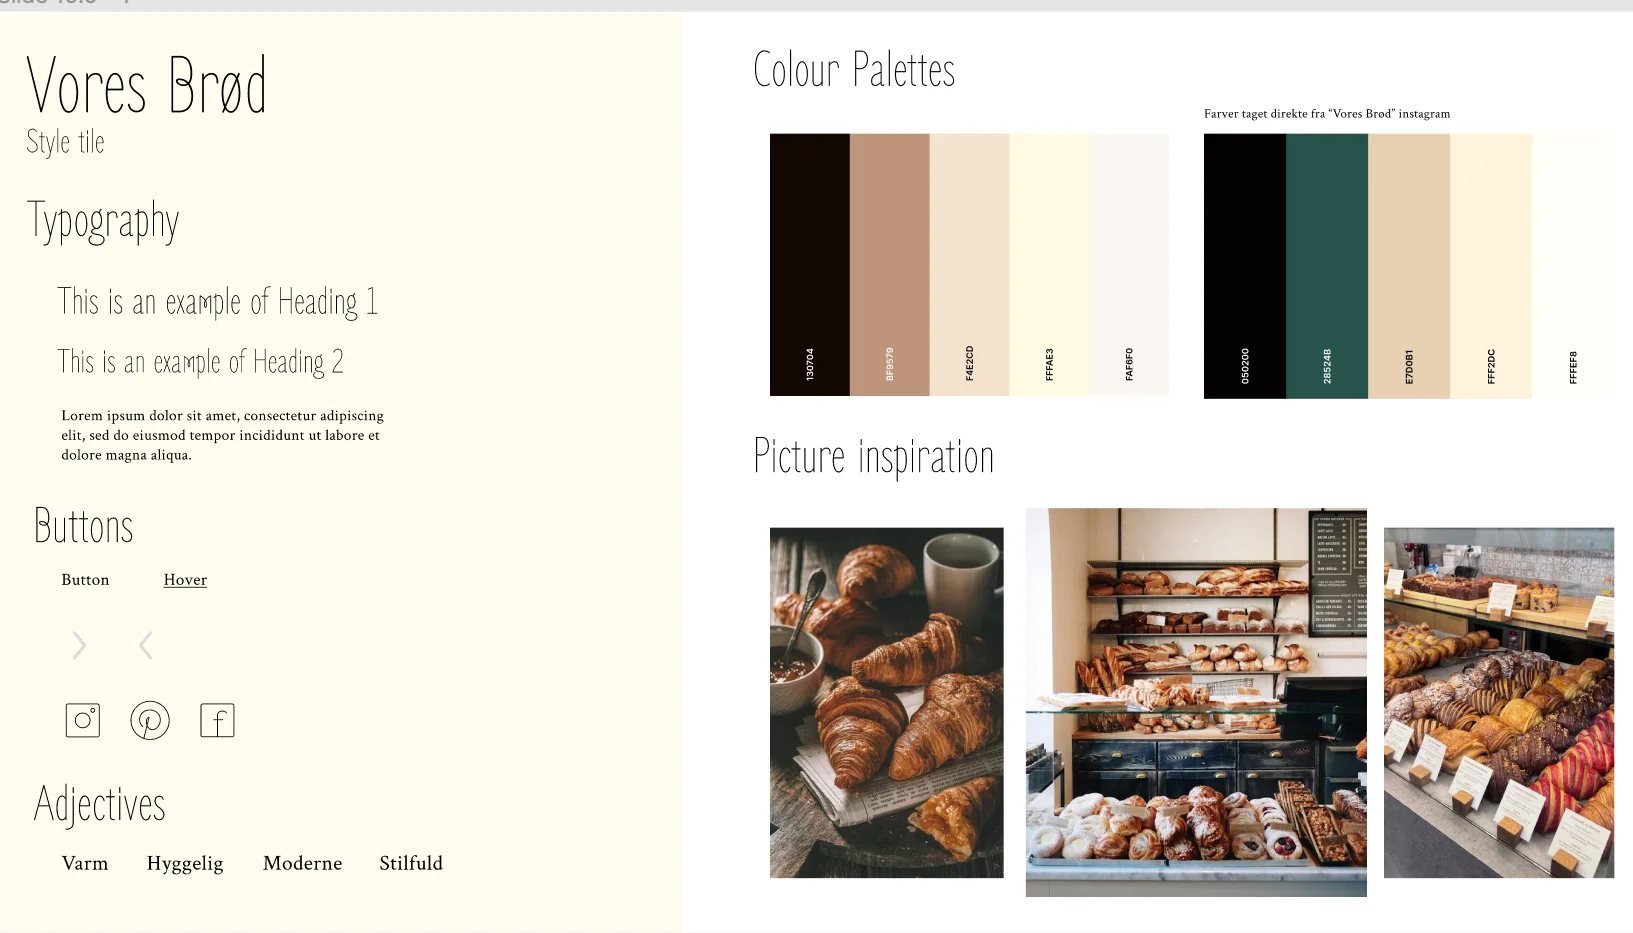 Vores Brød
Style tile
Typography
This is an example of Heading 1
This is an example of Heading 2
Lorem ipsum dolor sit amet, consectetur adipiscing
elit, sed do eiusmod tempor incididunt ut labore et
dolore magna aliqua.
Buttons
Button
Hover
Adjectives
Varm
Hyggelig
Moderne
Stilfuld
Colour Palettes
130704
BF9579
F4E2CD
FFFAE3
FAF6F0
Farver taget direkte fra “Vores Brød” instagram
050200
28524B
E7D0B1
FFF2DC
FFFEF8
Picture inspiration